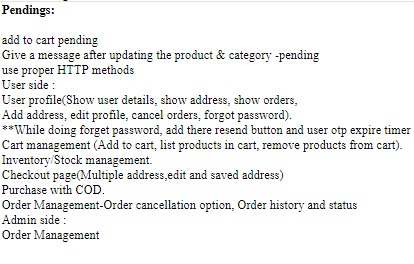 Pendings:
add to cart pending
Give a message after updating the product & category -pending
use proper HTTP methods
User side :
User profile(Show user details, show address, show orders,
Add address, edit profile, cancel orders, forgot password).
**While doing forget password, add there resend button and user otp expire timer
Cart management (Add to cart, list products in cart, remove products from cart).
Inventory/Stock management.
Checkout page(Multiple address,edit and saved address)
Purchase with COD.
Order Management-Order cancellation option, Order history and status
Admin side :
Order Management